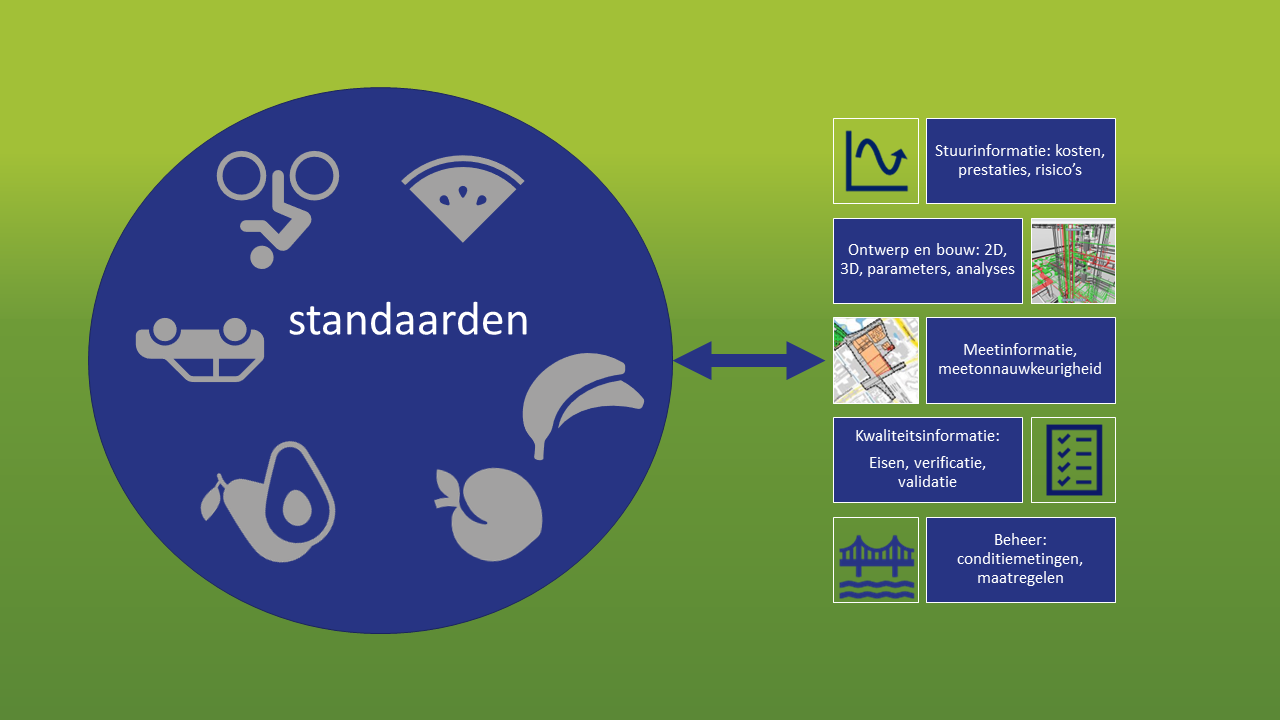 standaarden
Stuurinformatie: kosten,
prestaties, risico’s
Ontwerp en bouw: 2D,
3D, parameters, analyses
Meetinformatie,
meetonnauwkeurigheid
Kwaliteitsinformatie:
Eisen, verificatie,
validatie
Beheer:
conditiemetingen,
maatregelen